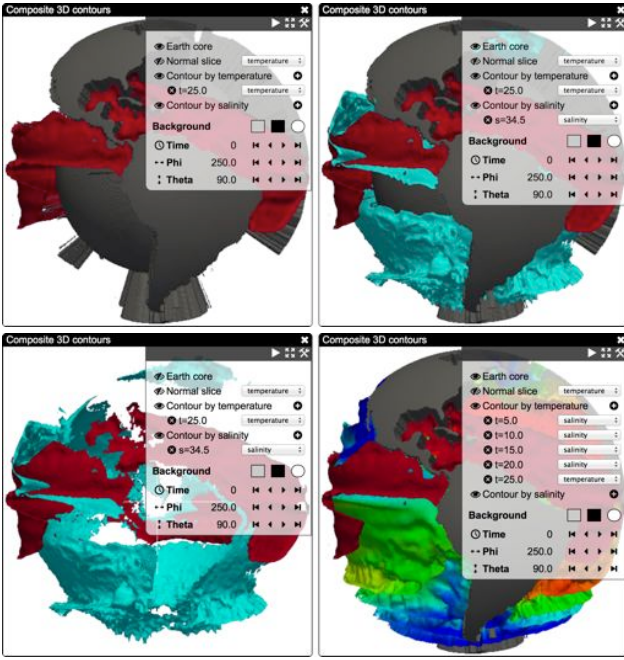 Composite 3D contours
Earth core
Normal slice temperature
Contour by temperature
t=25.0 temperature
Contour by salinity
Background
Time 0
Phi 250.0
Theta 90.0
Composite 3D contours
Earth core
Normal slice temperature
Contour by temperature
t=25.0 temperature
Contour by salinity
s=34.5 salinity
Background
Time 0
Phi 250.0
Theta 90.0
Composite 3D contours
Earth core
Normal slice temperature
Contour by temperature
t=25.0 temperature
Contour by salinity
s=34.5 salinity
Background
Time 0
Phi 250.0
Theta 90.0
Composite 3D contours
Earth core
Normal slice temperature
Contour by temperature
t=5.0 salinity
t=10.0 salinity
t=15.0 salinity
t=20.0 salinity
t=25.0 salinity
Contour by salinity
Background
Time 0
Phi 250.0
Theta 90.0